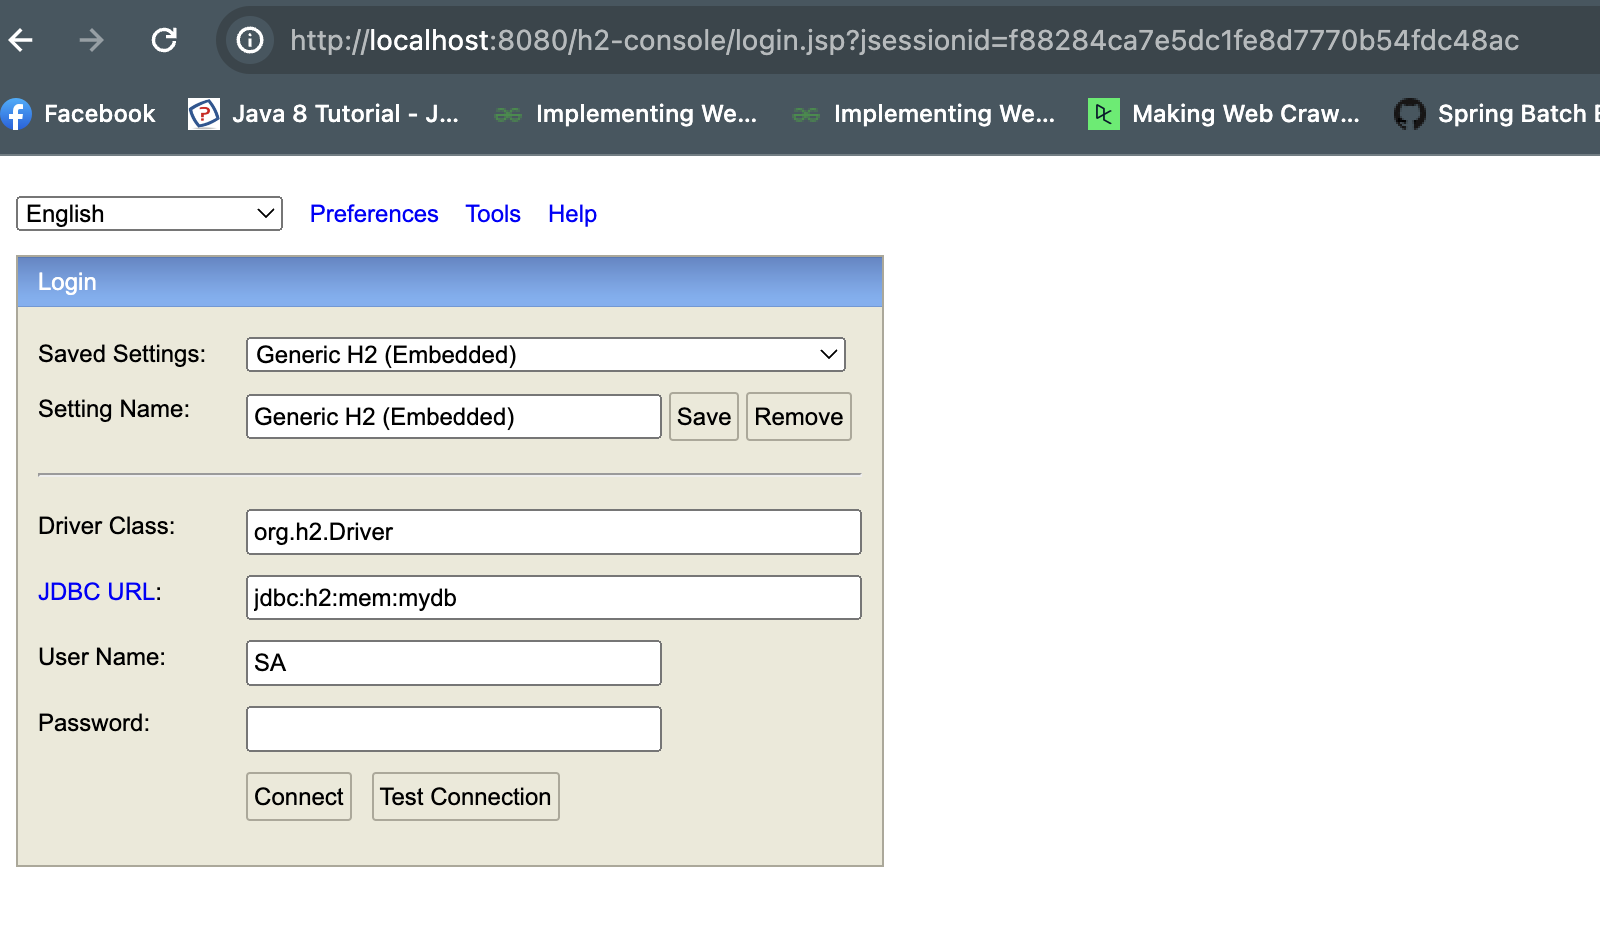 http://localhost:8080/h2-console/login.jsp?jsessionid=f88284ca7e5dc1fe8d7770b54fdc48ac
Facebook Java 8 Tutorial - J... Implementing We... Implementing We... Making Web Craw... Spring Batch
English Preferences Tools Help
Login
Saved Settings: Generic H2 (Embedded)
Setting Name: Generic H2 (Embedded) Save Remove
Driver Class: org.h2.Driver
JDBC URL: jdbc:h2:mem:mydb
User Name: SA
Password:
Connect Test Connection